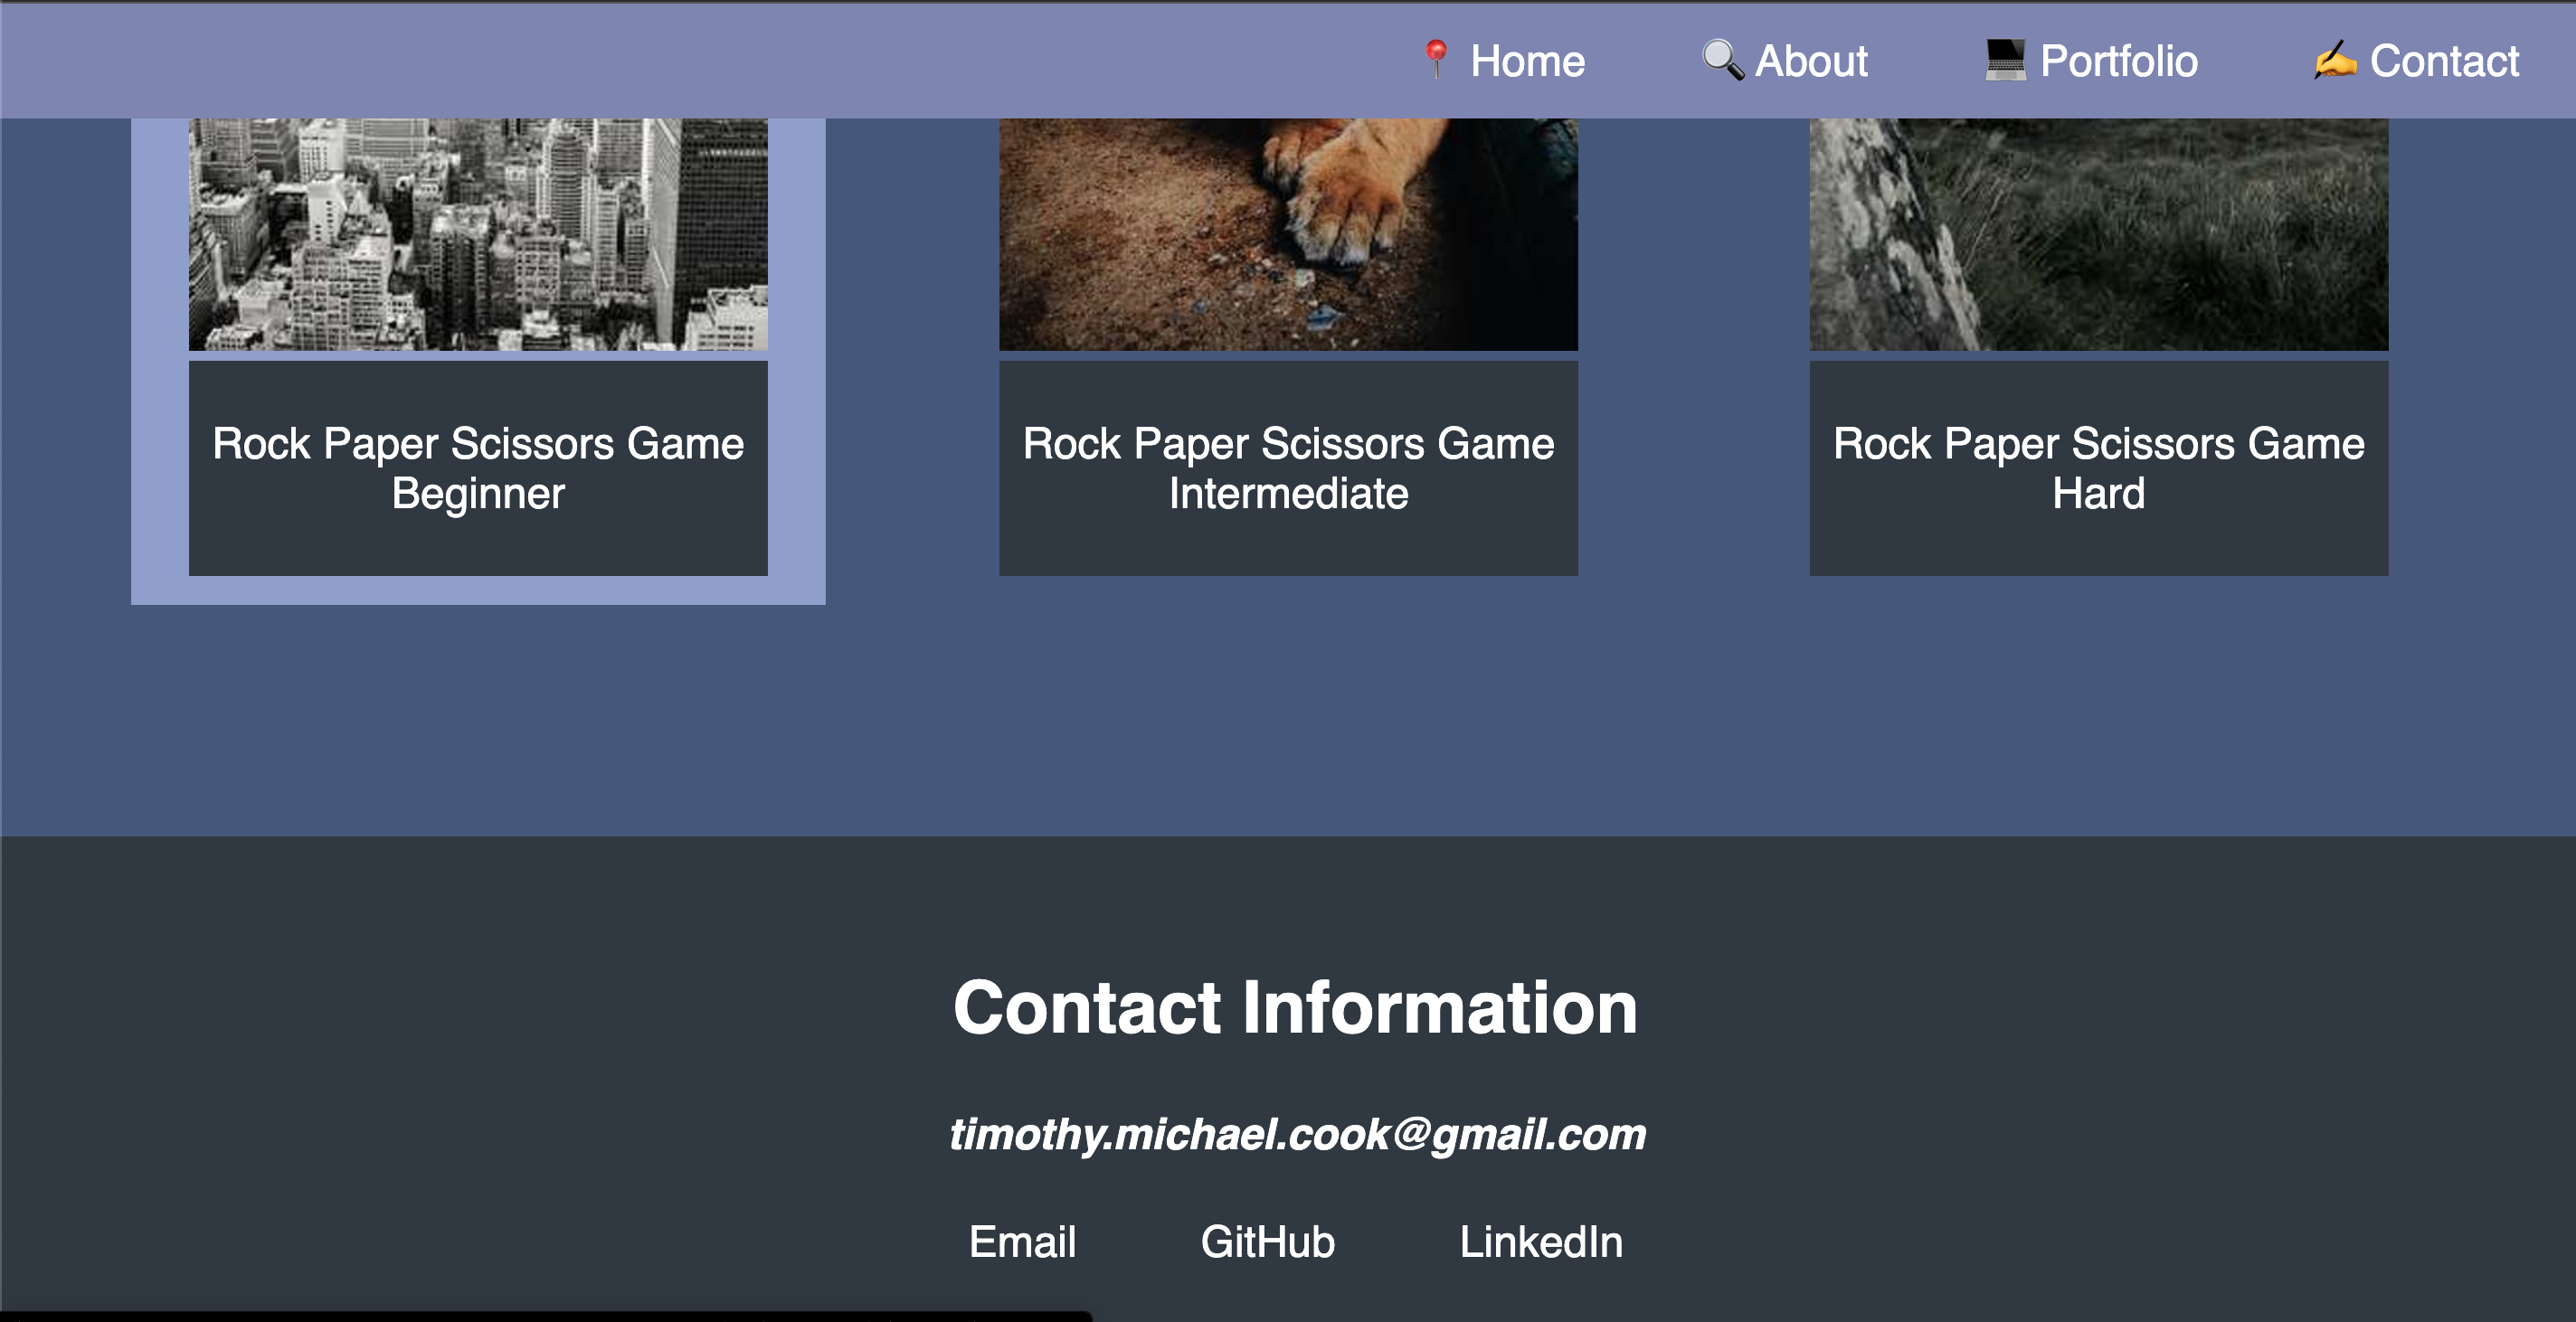 📍 Home 🔍 About 💻 Portfolio ✍️ Contact
Rock Paper Scissors Game
Beginner
Rock Paper Scissors Game
Intermediate
Rock Paper Scissors Game
Hard
Contact Information
timothy.michael.cook@gmail.com
Email GitHub LinkedIn